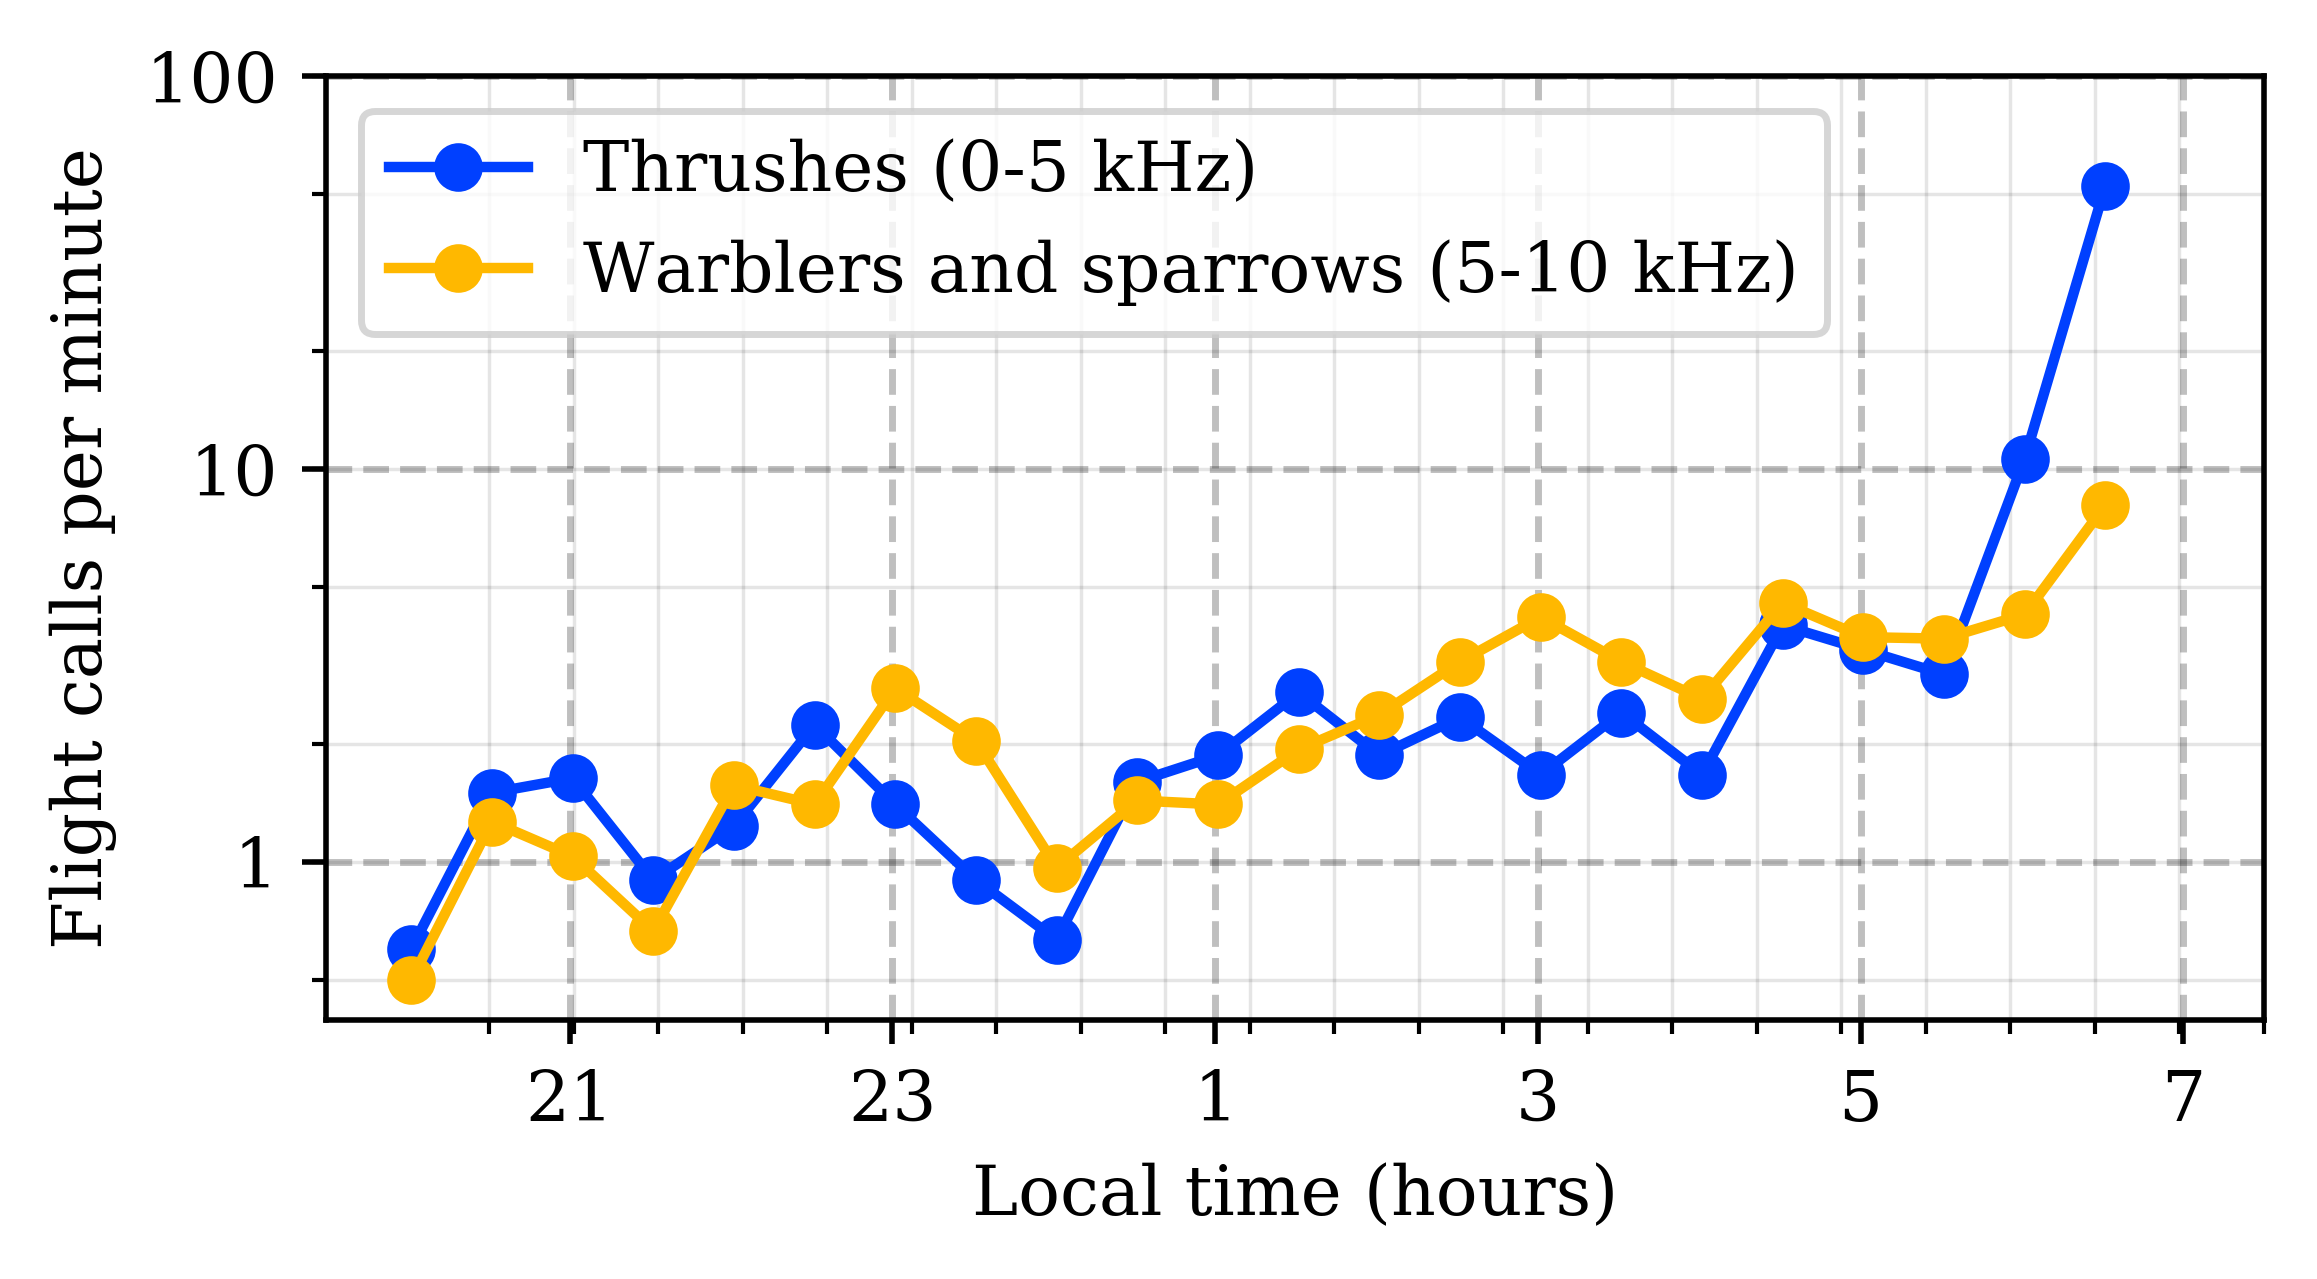 100
10
1
Flight calls per minute
Thrushes (0-5 kHz)
Warblers and sparrows (5-10 kHz)
21 23 1 3 5 7
Local time (hours)